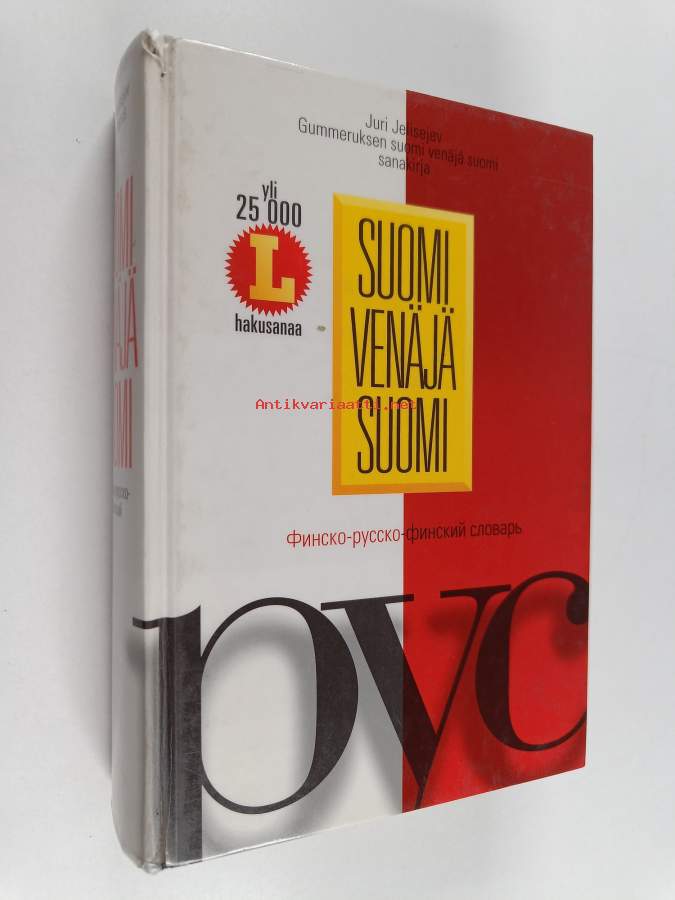 Juri Jelisejev
Gummeruksen suomi venäjä suomi
sanakirja
yli
25 000
L
hakusanaa
SUOMI
VENÄJÄ
SUOMI
Antikvariaatti.net
Финско-русско-финский словарь
рус